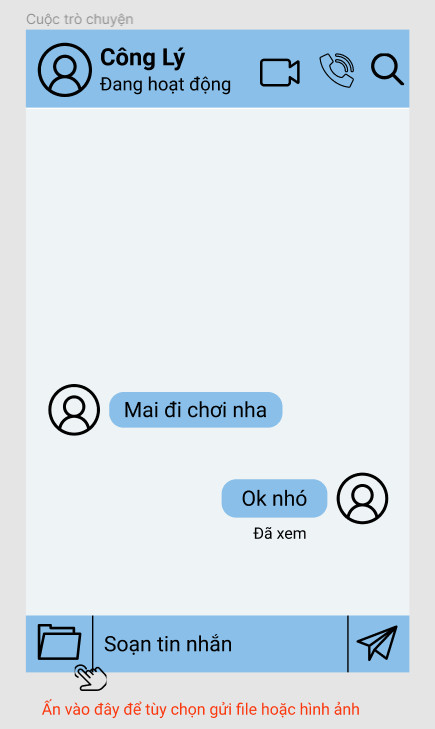 Cuộc trò chuyện
Công Lý
Đang hoạt động
Mai đi chơi nha
Ok nhó
Đã xem
Soạn tin nhắn
Ấn vào đây để tùy chọn gửi file hoặc hình ảnh